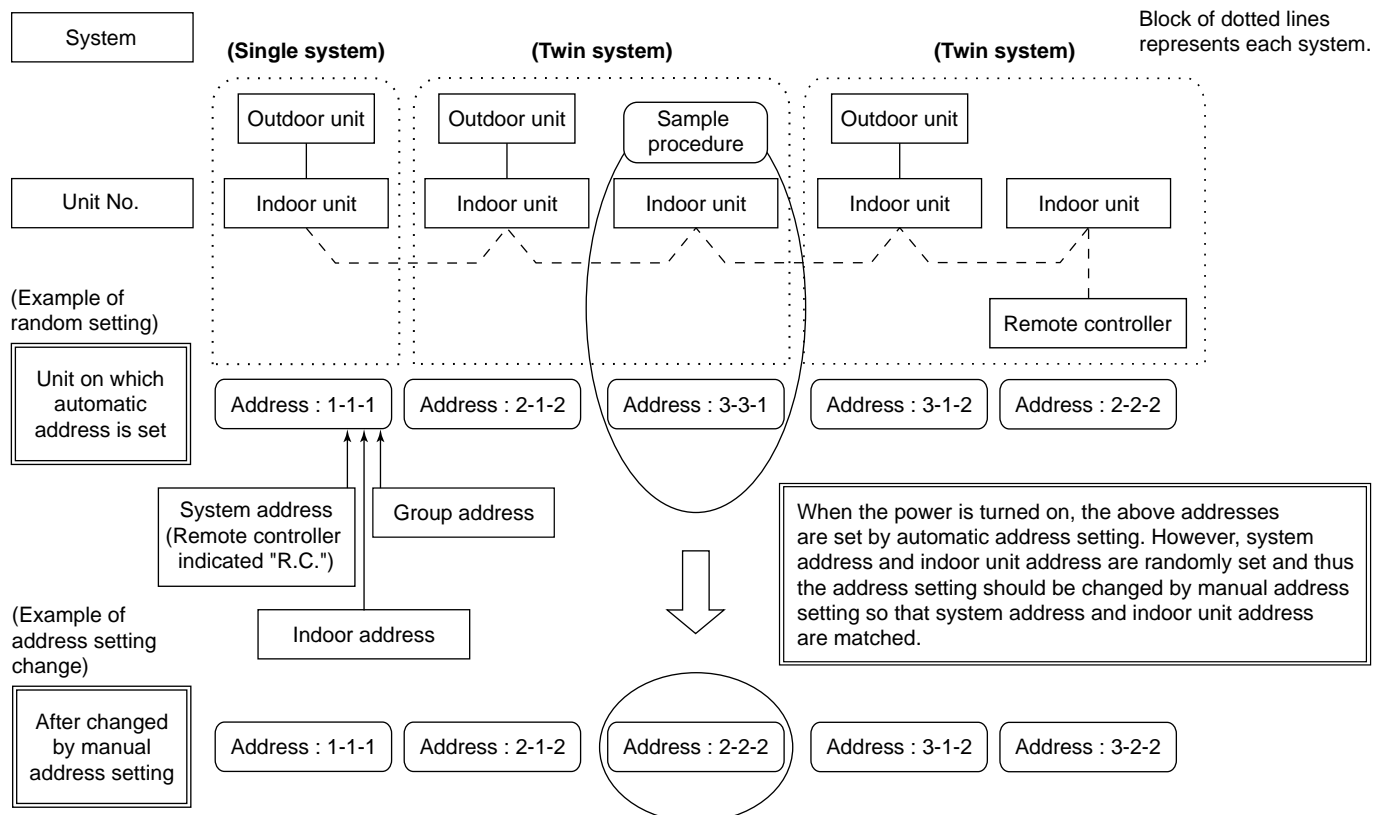 System
(Single system)
(Twin system)
(Twin system)
Block of dotted lines
represents each system.
Outdoor unit
Outdoor unit
Sample
procedure
Outdoor unit
Unit No.
Indoor unit
Indoor unit
Indoor unit
Indoor unit
Indoor unit
Remote controller
(Example of
random setting)
Unit on which
automatic
address is set
Address : 1-1-1
Address : 2-1-2
Address : 3-3-1
Address : 3-1-2
Address : 2-2-2
System address
(Remote controller
indicated "R.C.")
Group address
Indoor address
When the power is turned on, the above addresses
are set by automatic address setting. However, system
address and indoor unit address are randomly set and thus
the address setting should be changed by manual address
setting so that system address and indoor unit address
are matched.
(Example of
address setting
change)
After changed
by manual
address setting
Address : 1-1-1
Address : 2-1-2
Address : 2-2-2
Address : 3-1-2
Address : 3-2-2